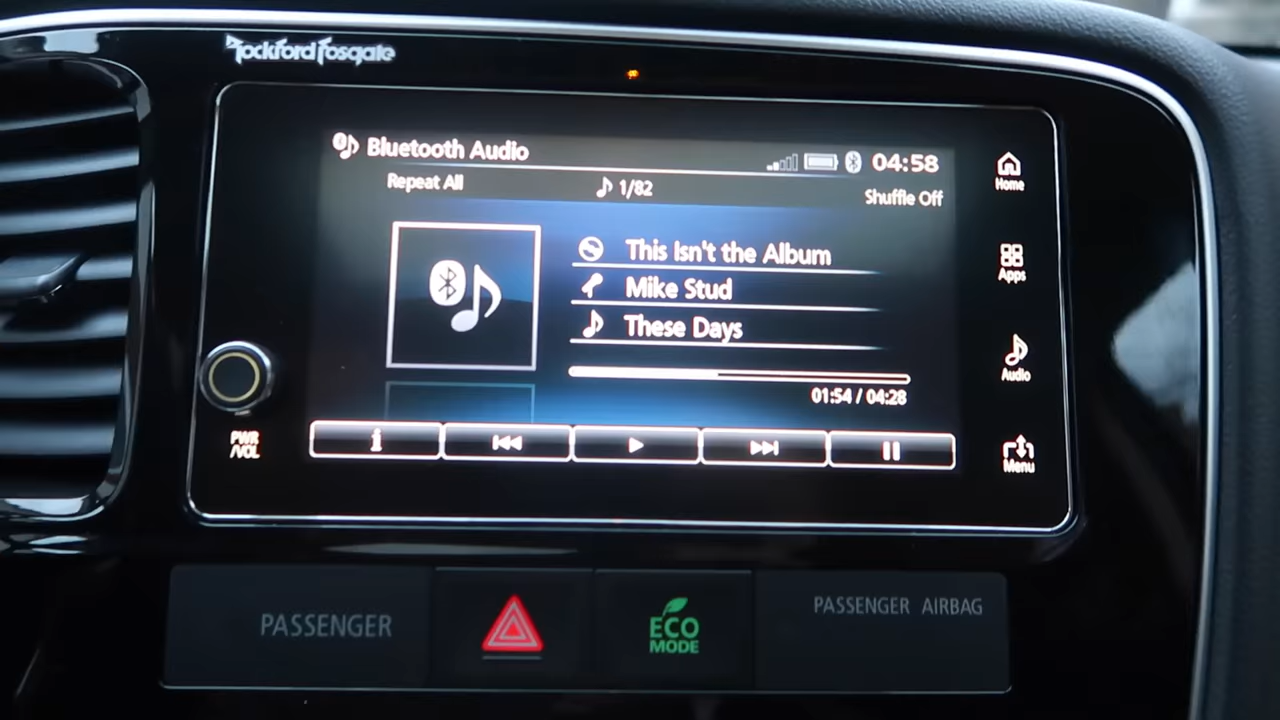 Rockford Fosgate
Bluetooth Audio
04:58
Repeat All
1/82
Shuffle Off
This Isn't the Album
Mike Stud
These Days
01:54 / 04:28
Home
Apps
Audio
Menu
PWR
/VOL
i
PASSENGER
ECO
MODE
PASSENGER AIRBAG